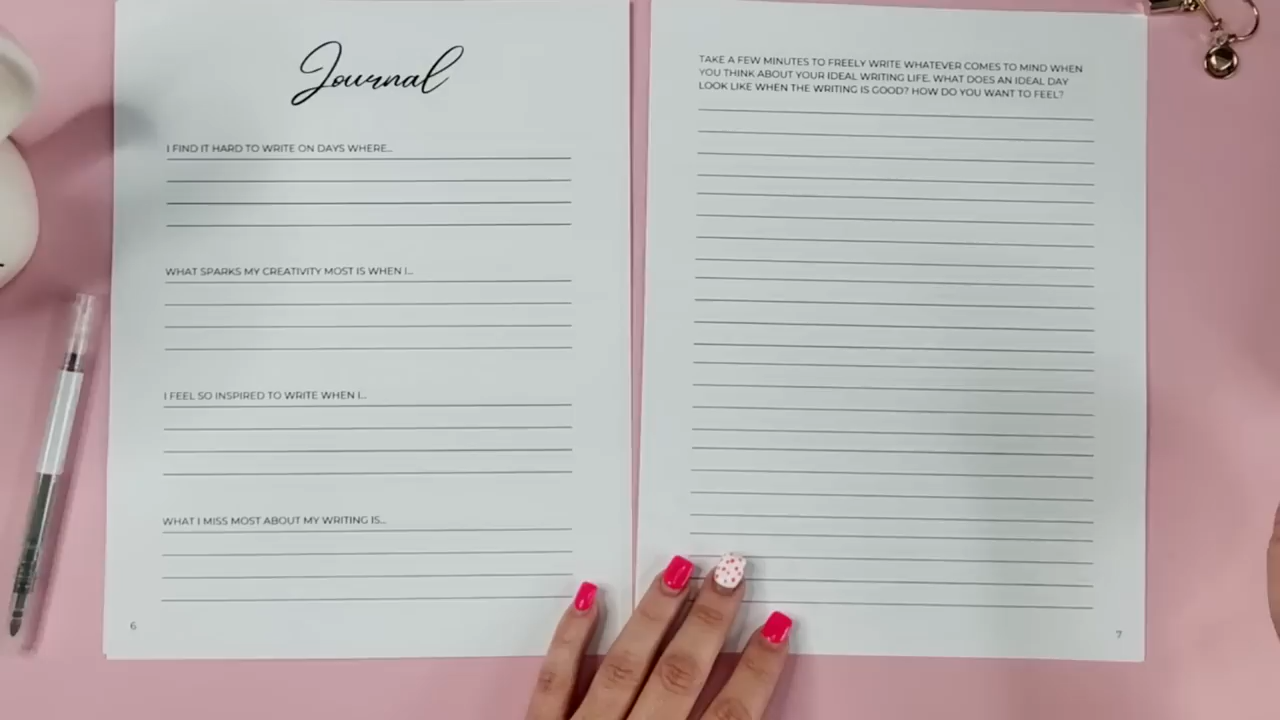 Journal
I FIND IT HARD TO WRITE ON DAYS WHERE...
WHAT SPARKS MY CREATIVITY MOST IS WHEN I...
I FEEL SO INSPIRED TO WRITE WHEN I...
WHAT I MISS MOST ABOUT MY WRITING IS...
6
TAKE A FEW MINUTES TO FREELY WRITE WHATEVER COMES TO MIND WHEN
YOU THINK ABOUT YOUR IDEAL WRITING LIFE. WHAT DOES AN IDEAL DAY
LOOK LIKE WHEN THE WRITING IS GOOD? HOW DO YOU WANT TO FEEL?
7